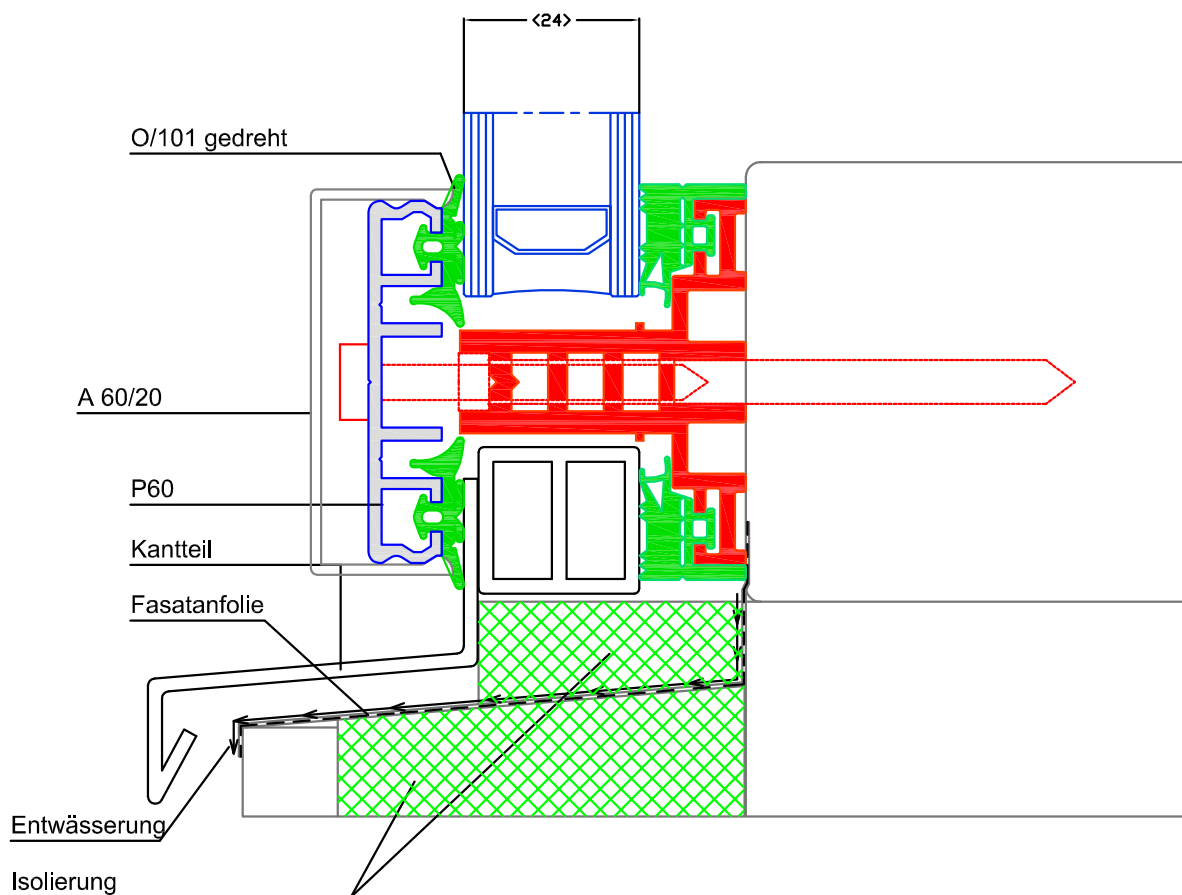 <24>
O/101 gedreht
A 60/20
P60
Kantteil
Fasatanfolie
Entwässerung
Isolierung